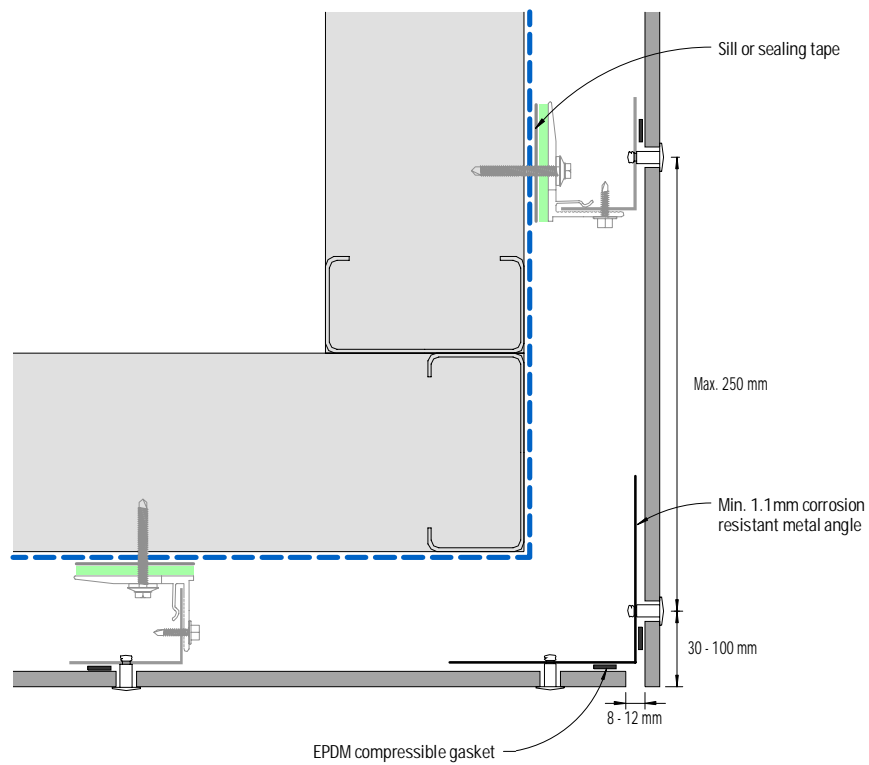 Sill or sealing tape
Max. 250 mm
Min. 1.1mm corrosion
resistant metal angle
30 - 100 mm
8 - 12 mm
EPDM compressible gasket